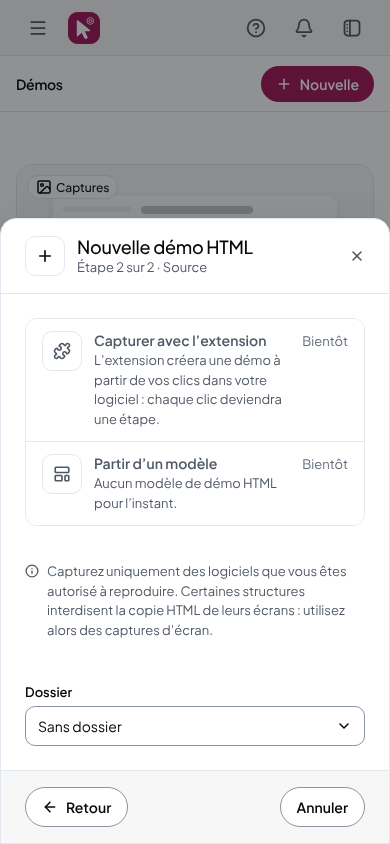 Démos
Nouvelle
Captures
Nouvelle démo HTML
Étape 2 sur 2 · Source
Capturer avec l’extension
Bientôt
L’extension créera une démo à
partir de vos clics dans votre
logiciel : chaque clic deviendra
une étape.
Partir d’un modèle
Bientôt
Aucun modèle de démo HTML
pour l’instant.
Capturez uniquement des logiciels que vous êtes
autorisé à reproduire. Certaines structures
interdisent la copie HTML de leurs écrans : utilisez
alors des captures d’écran.
Dossier
Sans dossier
Retour
Annuler